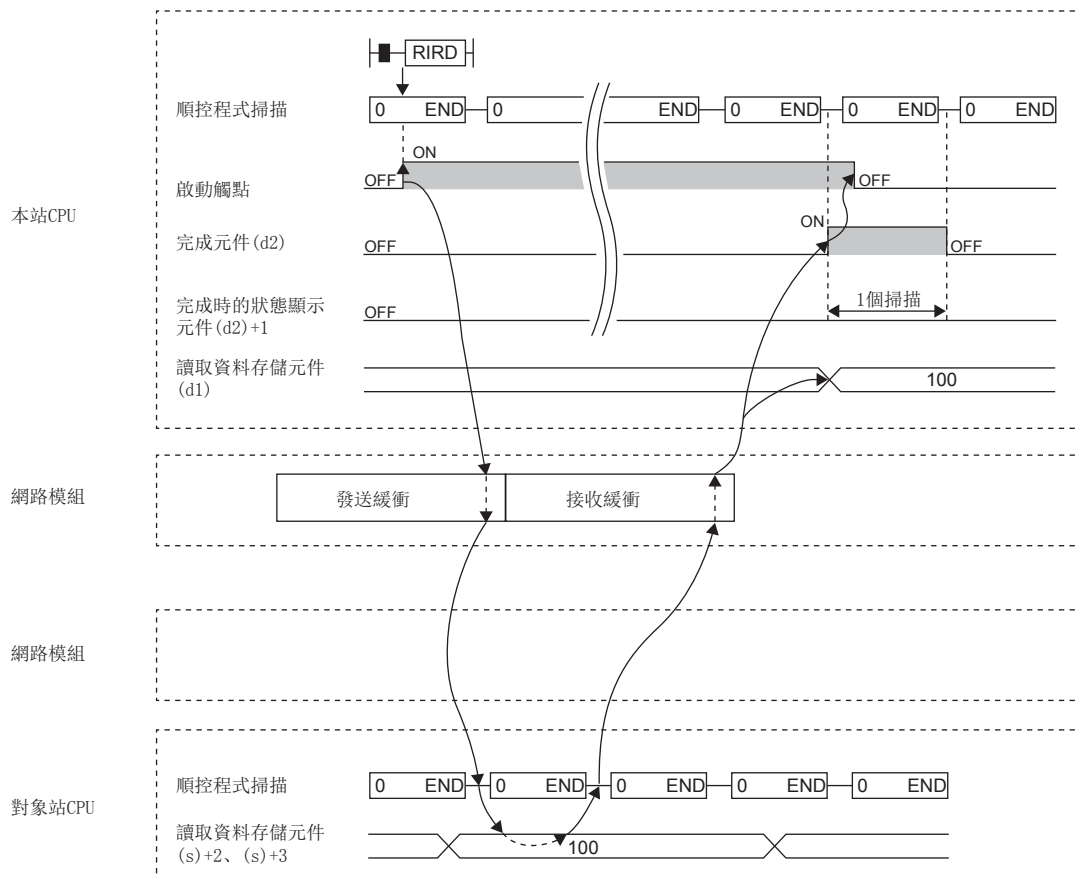 RIRD
順控程式掃描
0 END 0 END 0 END 0 END 0 END
ON
啟動觸點
OFF
OFF
本站CPU
ON
完成元件(d2)
OFF
OFF
完成時的狀態顯示
元件(d2)+1
OFF
1個掃描
讀取資料存儲元件
(d1)
100
網路模組
發送緩衝
接收緩衝
網路模組
順控程式掃描
0 END 0 END 0 END 0 END 0 END
對象站CPU
讀取資料存儲元件
(s)+2、(s)+3
100